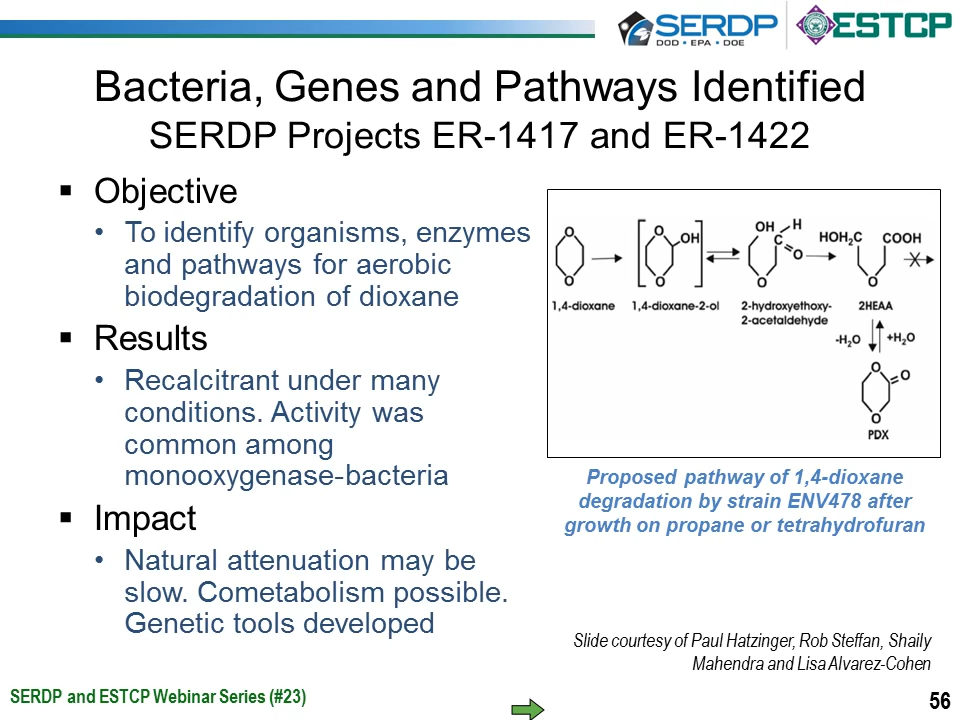 SERDP
DOD • EPA • DOE
ESTCP
Bacteria, Genes and Pathways Identified
SERDP Projects ER-1417 and ER-1422
▪ Objective
• To identify organisms, enzymes
and pathways for aerobic
biodegradation of dioxane
▪ Results
• Recalcitrant under many
conditions. Activity was
common among
monooxygenase-bacteria
▪ Impact
• Natural attenuation may be
slow. Cometabolism possible.
Genetic tools developed
O
O
1,4-dioxane
O
OH
O
1,4-dioxane-2-ol
OH
H
O
C
O
O
2-hydroxyethoxy-
2-acetaldehyde
HOH₂C
COOH
O
2HEAA
-H₂O
+H₂O
O
O
O
PDX
Proposed pathway of 1,4-dioxane
degradation by strain ENV478 after
growth on propane or tetrahydrofuran
Slide courtesy of Paul Hatzinger, Rob Steffan, Shaily
Mahendra and Lisa Alvarez-Cohen
SERDP and ESTCP Webinar Series (#23)
56